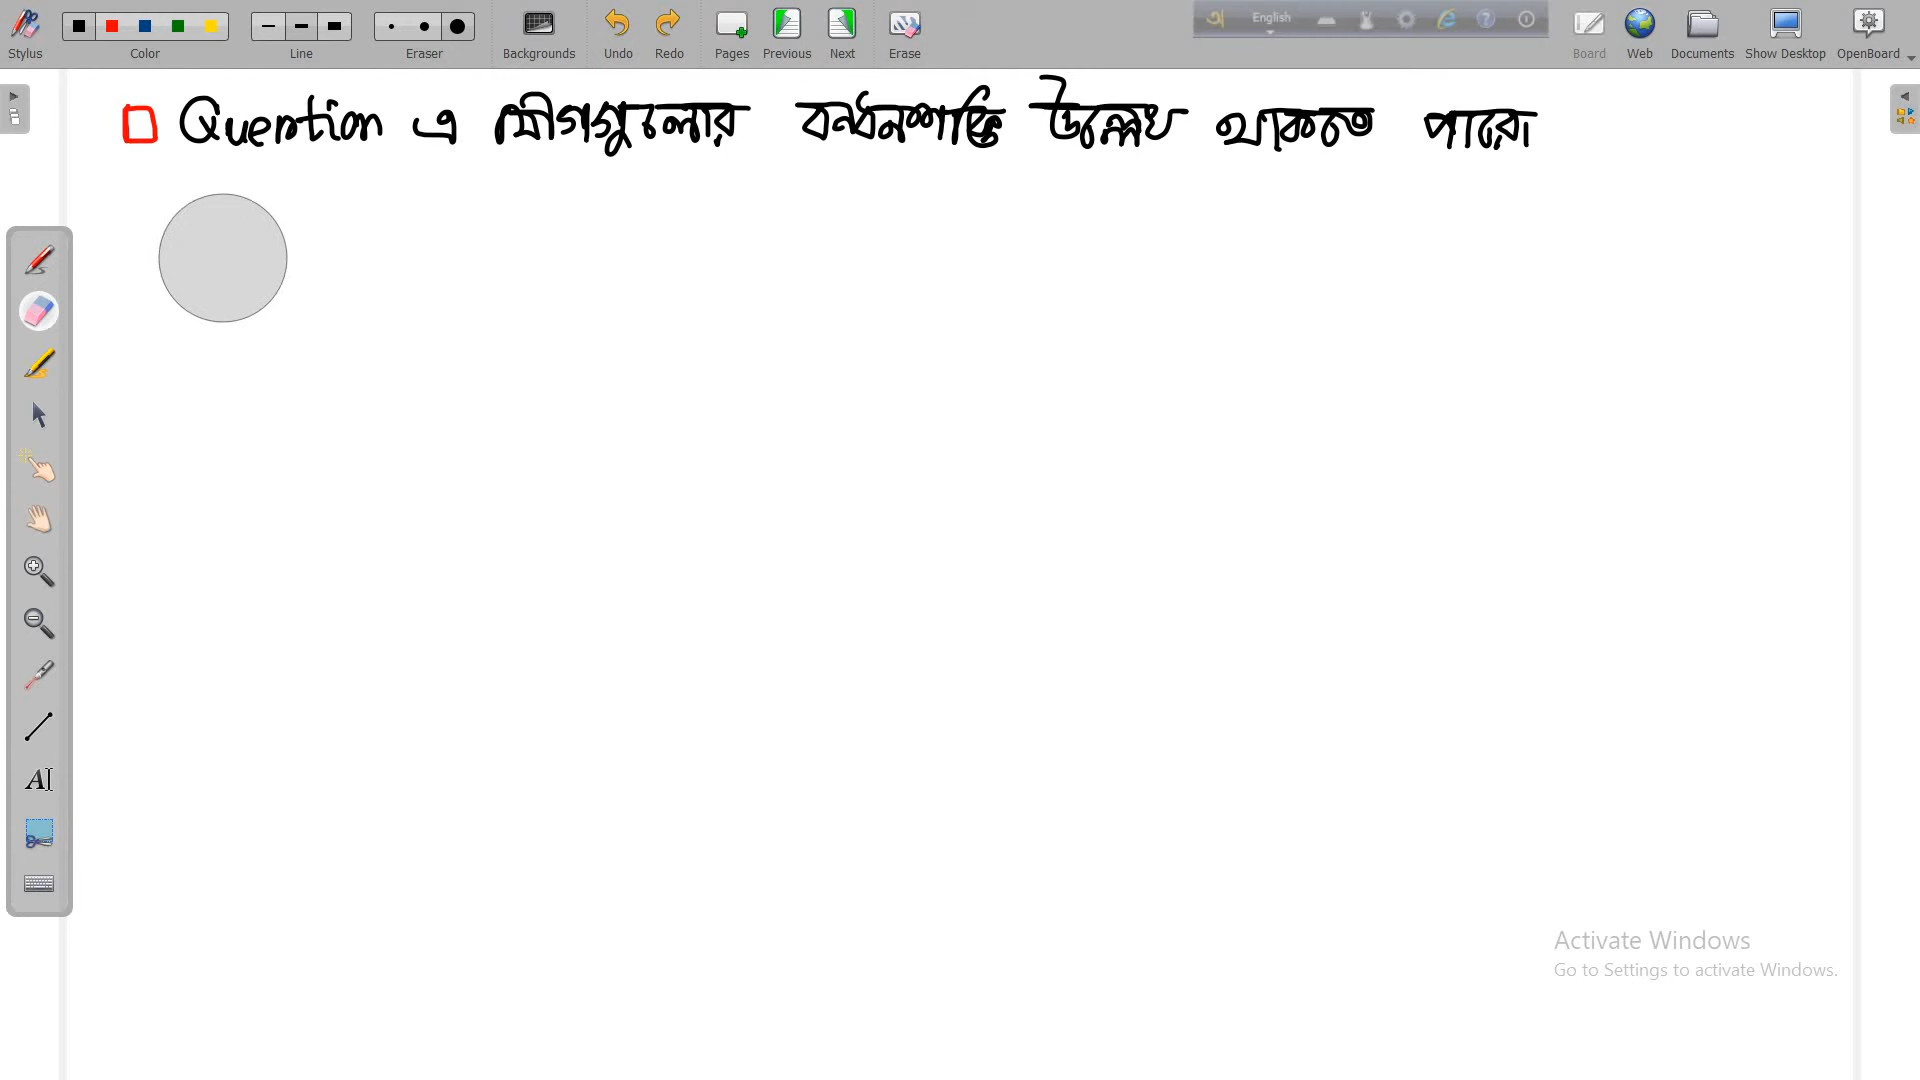 Stylus Color Line Eraser Backgrounds Undo Redo Pages Previous Next Erase English Board Web Documents Show Desktop OpenBoard
Question এ যৌগগুলোর বন্ধনশক্তি উল্লেখ থাকতে পারে।
Activate Windows
Go to Settings to activate Windows.